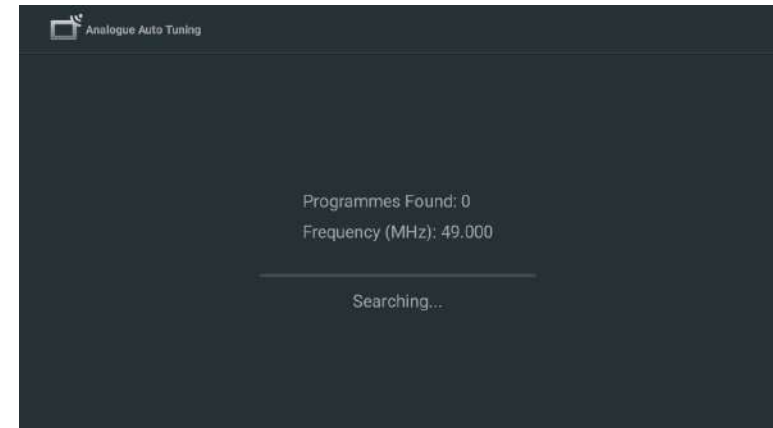 Analogue Auto Tuning
Programmes Found: 0
Frequency (MHz): 49.000
Searching...